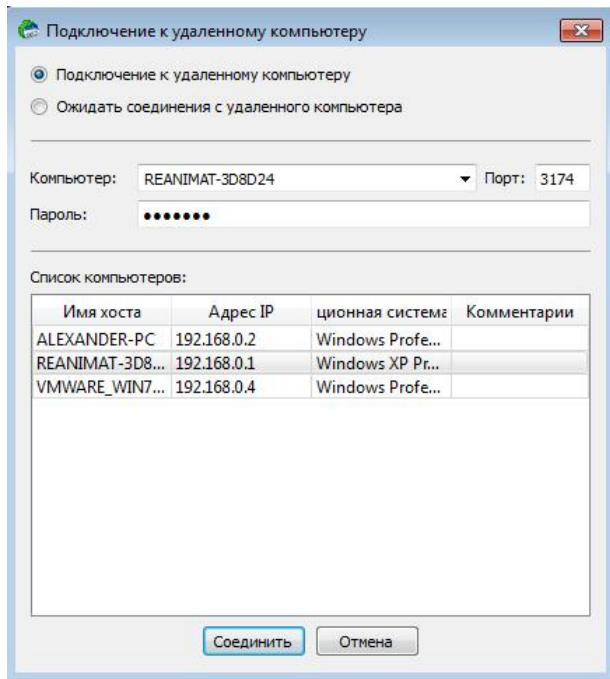 Подключение к удаленному компьютеру
Подключение к удаленному компьютеру
Ожидать соединения с удаленного компьютера
Компьютер: REANIMAT-3D8D24 Порт: 3174
Пароль: •••••••
Список компьютеров:
Имя хоста Адрес IP ционная система Комментарии
ALEXANDER-PC 192.168.0.2 Windows Profe...
REANIMAT-3D8... 192.168.0.1 Windows XP Pr...
VMWARE_WIN7... 192.168.0.4 Windows Profe...
Соединить Отмена